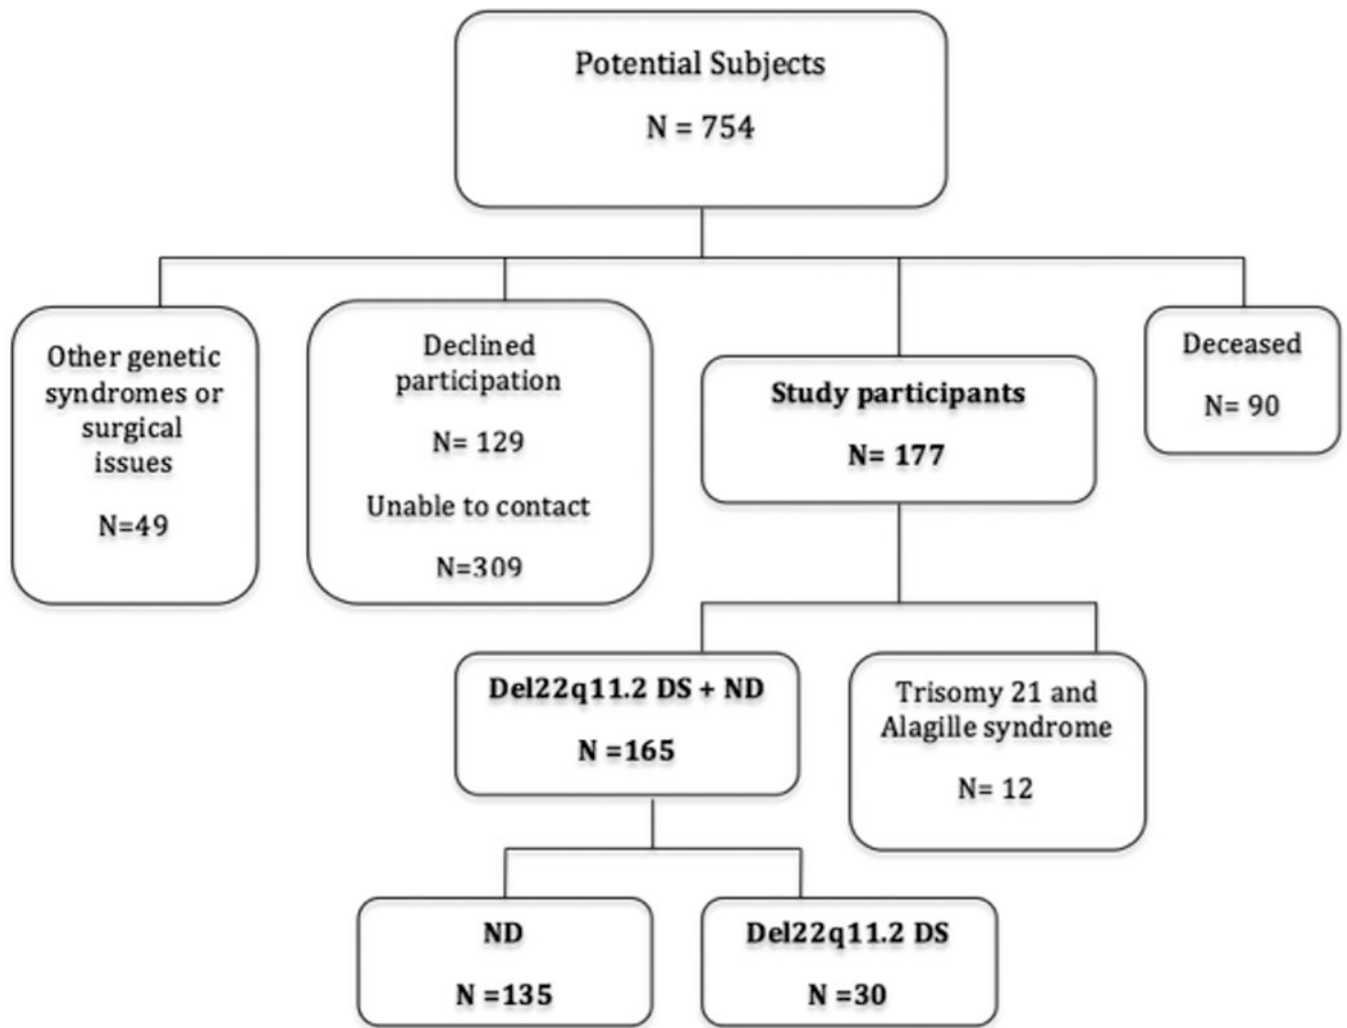 Potential Subjects
N = 754
Other genetic
syndromes or
surgical
issues
N=49
Declined
participation
N= 129
Unable to contact
N=309
Study participants
N= 177
Deceased
N= 90
Del22q11.2 DS + ND
N =165
Trisomy 21 and
Alagille syndrome
N= 12
ND
N =135
Del22q11.2 DS
N =30